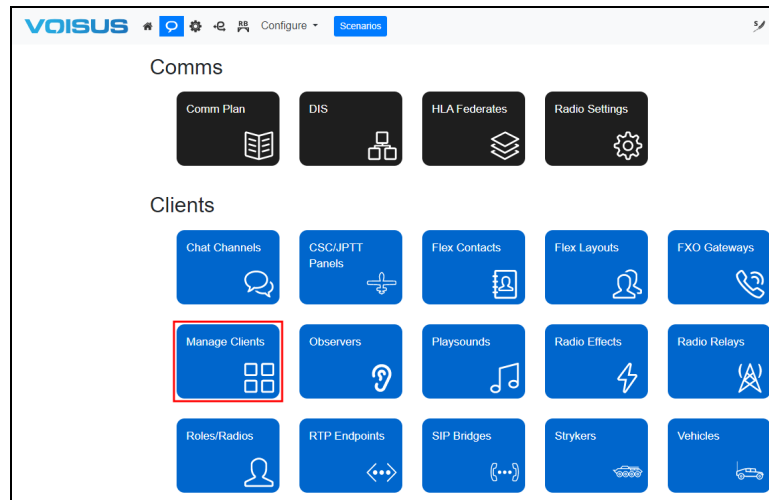 VOISUS RB Configure Scenarios S
Comms
Comm Plan DIS HLA Federates Radio Settings
Clients
Chat Channels CSC/JPTT Flex Contacts Flex Layouts FXO Gateways
Panels
Manage Clients Observers Playsounds Radio Effects Radio Relays
Roles/Radios RTP Endpoints SIP Bridges Strykers Vehicles